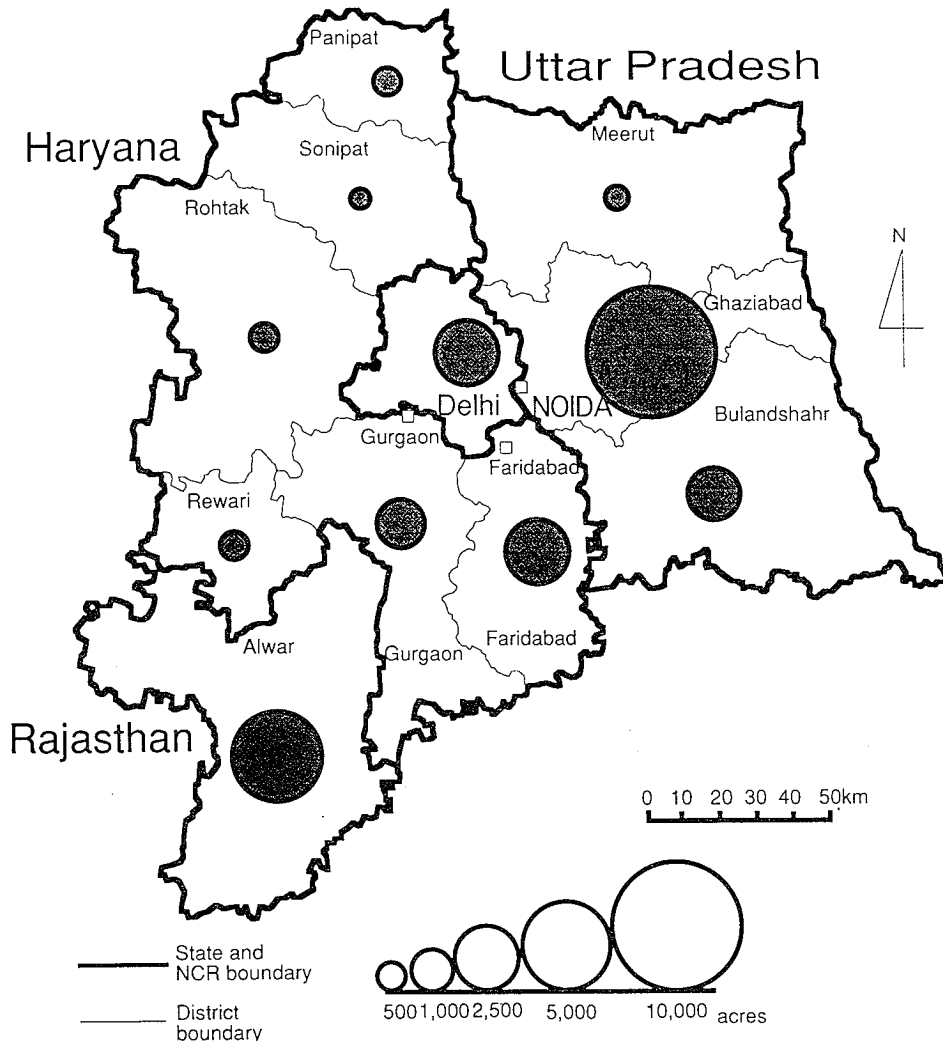 Panipat
Uttar Pradesh
Meerut
Haryana
Sonipat
Rohtak
N
Ghaziabad
Delhi
NOIDA
Bulandshahr
Gurgaon
Faridabad
Rewari
Alwar
Gurgaon
Faridabad
Rajasthan
0 10 20 30 40 50km
State and
NCR boundary
District
boundary
500 1,000 2,500 5,000 10,000 acres